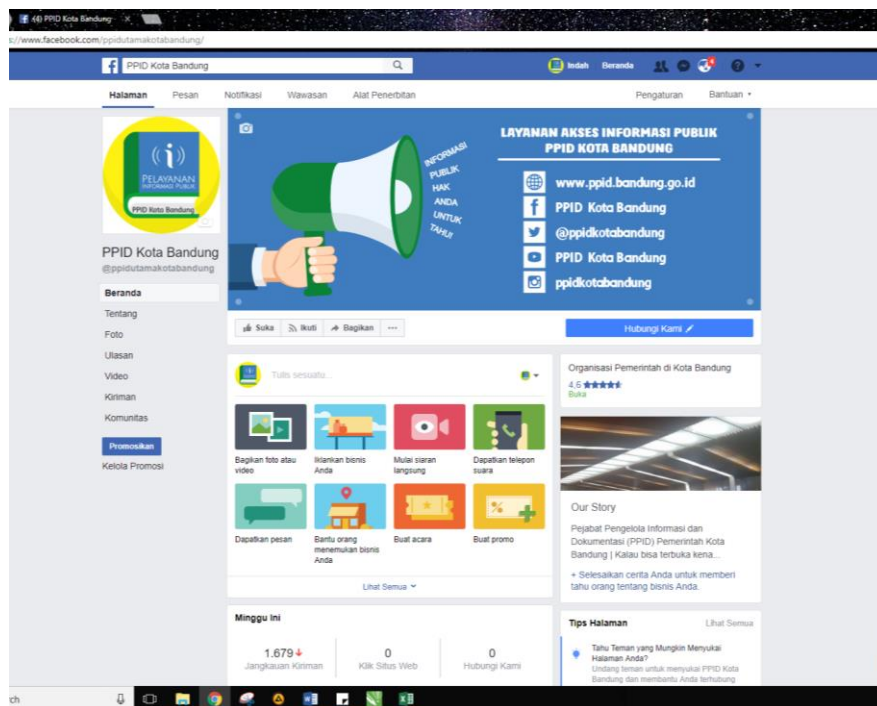 (4) PPID Kota Bandung
s://www.facebook.com/ppidutamakotabandung/
PPID Kota Bandung
Indah
Beranda
4
Halaman
Pesan
Notifikasi
Wawasan
Alat Penerbitan
Pengaturan
Bantuan
PELAYANAN
INFORMASI PUBLIK
PPID Kota Bandung
INFORMASI
PUBLIK
HAK
ANDA
UNTUK
TAHU!
LAYANAN AKSES INFORMASI PUBLIK
PPID KOTA BANDUNG
www.ppid.bandung.go.id
PPID Kota Bandung
@ppidkotabandung
PPID Kota Bandung
ppidkotabandung
PPID Kota Bandung
@ppidutamakotabandung
Beranda
Tentang
Foto
Ulasan
Video
Kiriman
Komunitas
Promosikan
Kelola Promosi
Suka
Ikuti
Bagikan
Hubungi Kami
Tulis sesuatu...
Bagikan foto atau
video
Iklankan bisnis
Anda
Mulai siaran
langsung
Dapatkan telepon
suara
Dapatkan pesan
Bantu orang
menemukan bisnis
Anda
Buat acara
Buat promo
Lihat Semua
Minggu Ini
1.679
Jangkauan Kiriman
0
Klik Situs Web
0
Hubungi Kami
Organisasi Pemerintah di Kota Bandung
4,6
Buka
Our Story
Pejabat Pengelola Informasi dan
Dokumentasi (PPID) Pemerintah Kota
Bandung | Kalau bisa terbuka kena...
+ Selesaikan cerita Anda untuk memberi
tahu orang tentang bisnis Anda.
Tips Halaman
Lihat Semua
Tahu Teman yang Mungkin Menyukai
Halaman Anda?
Undang teman untuk menyukai PPID Kota
Bandung dan membantu Anda terhubung
rch